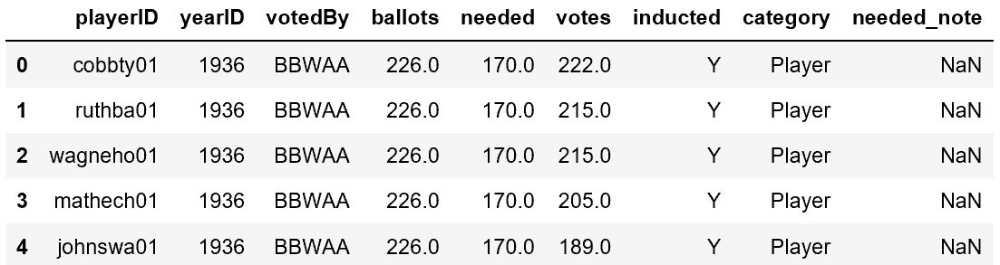 playerID yearID votedBy ballots needed votes inducted category needed_note
0 cobbty01 1936 BBWAA 226.0 170.0 222.0 Y Player NaN
1 ruthba01 1936 BBWAA 226.0 170.0 215.0 Y Player NaN
2 wagneho01 1936 BBWAA 226.0 170.0 215.0 Y Player NaN
3 mathech01 1936 BBWAA 226.0 170.0 205.0 Y Player NaN
4 johnswa01 1936 BBWAA 226.0 170.0 189.0 Y Player NaN